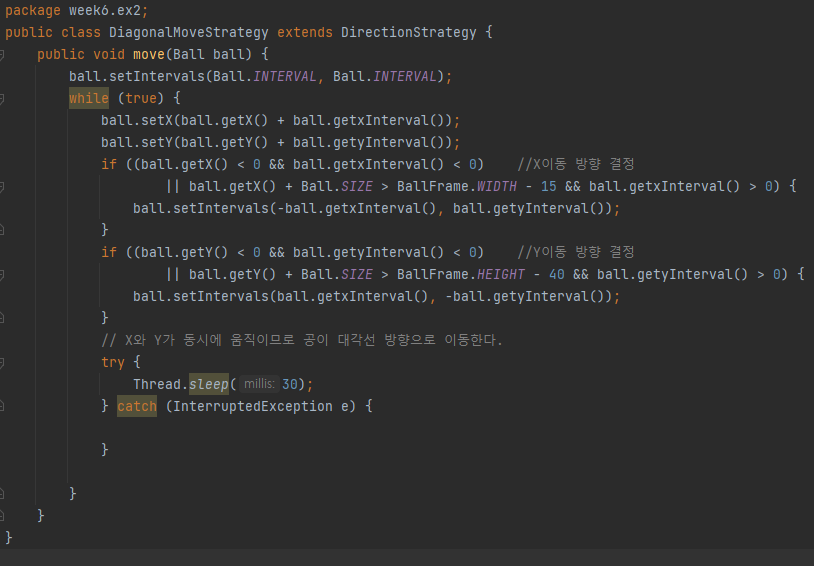 package week6.ex2;
public class DiagonalMoveStrategy extends DirectionStrategy {
    public void move(Ball ball) {
        ball.setIntervals(Ball.INTERVAL, Ball.INTERVAL);
        while (true) {
            ball.setX(ball.getX() + ball.getxInterval());
            ball.setY(ball.getY() + ball.getyInterval());
            if ((ball.getX() < 0 && ball.getxInterval() < 0)    //X이동 방향 결정
                    || ball.getX() + Ball.SIZE > BallFrame.WIDTH - 15 && ball.getxInterval() > 0) {
                ball.setIntervals(-ball.getxInterval(), ball.getyInterval());
            }
            if ((ball.getY() < 0 && ball.getyInterval() < 0)    //Y이동 방향 결정
                    || ball.getY() + Ball.SIZE > BallFrame.HEIGHT - 40 && ball.getyInterval() > 0) {
                ball.setIntervals(ball.getxInterval(), -ball.getyInterval());
            }
            // X와 Y가 동시에 움직이므로 공이 대각선 방향으로 이동한다.
            try {
                Thread.sleep( millis: 30);
            } catch (InterruptedException e) {
            }
        }
    }
}